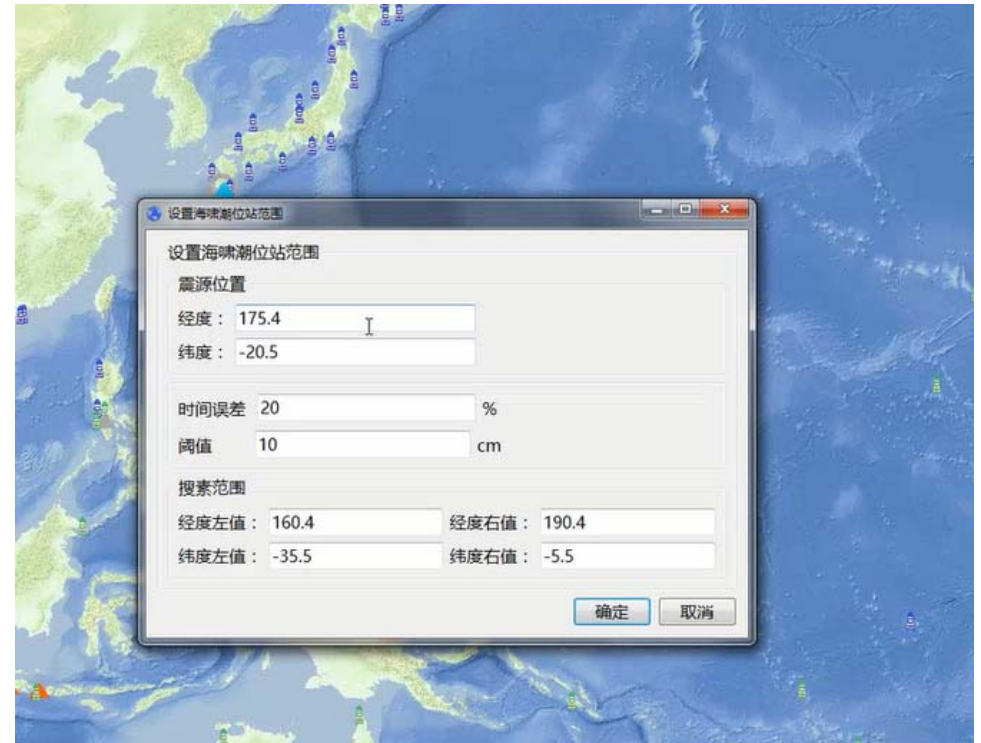 设置海啸潮位站范围
设置海啸潮位站范围
震源位置
经度： 175.4
纬度： -20.5
时间误差 20 %
阈值 10 cm
搜素范围
经度左值： 160.4 经度右值： 190.4
纬度左值： -35.5 纬度右值： -5.5
确定 取消